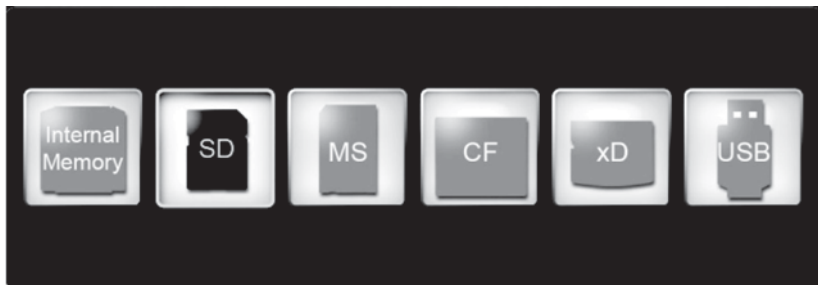 Internal
Memory
SD
MS
CF
xD
USB